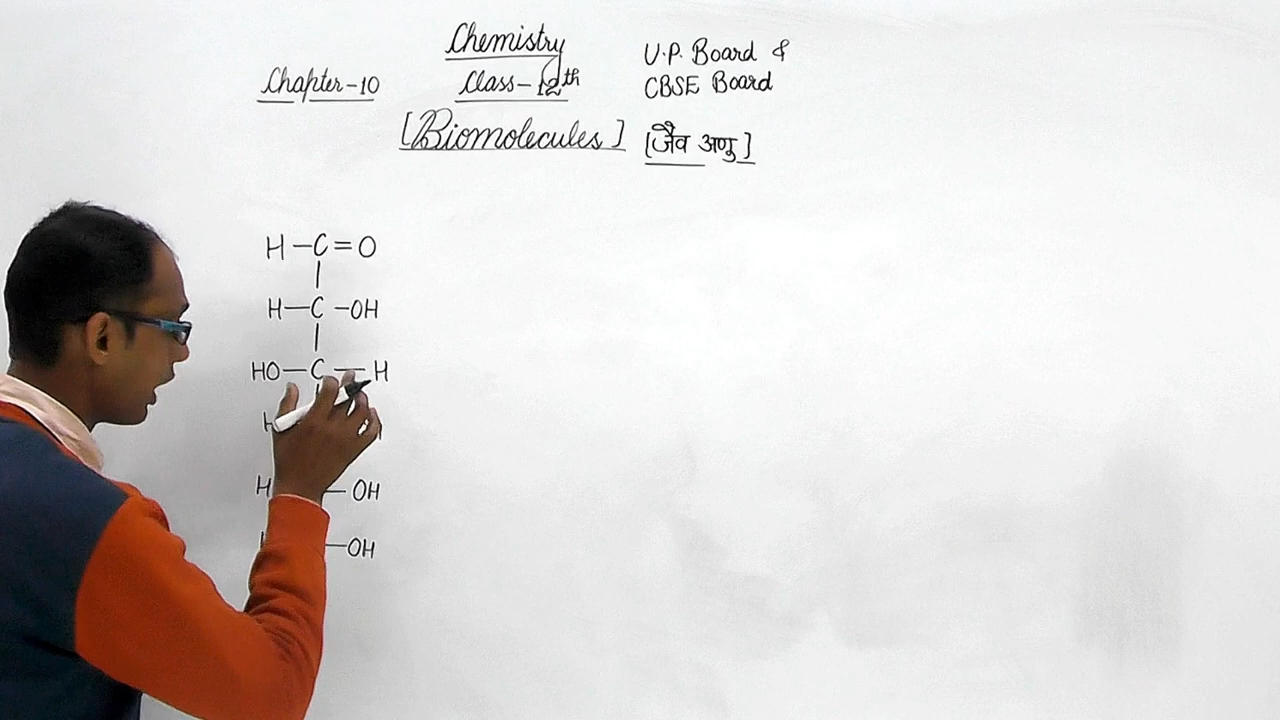 Chemistry
Chapter-10
Class-12th
U.P. Board &
CBSE Board
[Biomolecules]
[जैव अणु]
H-C=O
H-C-OH
HO-C-H
H
H -OH
-OH